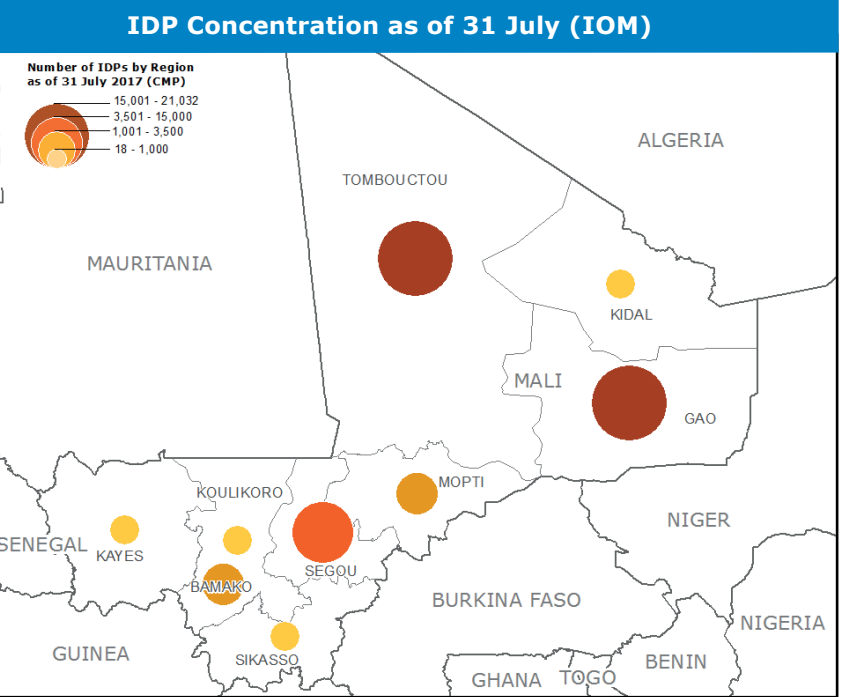 IDP Concentration as of 31 July (IOM)
Number of IDPs by Region
as of 31 July 2017 (CMP)
15,001 - 21,032
3,501 - 15,000
1,001 - 3,500
18 - 1,000
ALGERIA
TOMBOUCTOU
MAURITANIA
KIDAL
MALI
GAO
MOPTI
KOULIKORO
NIGER
SENEGAL
KAYES
SEGOU
BAMAKO
BURKINA FASO
NIGERIA
GUINEA
SIKASSO
BENIN
GHANA
TOGO